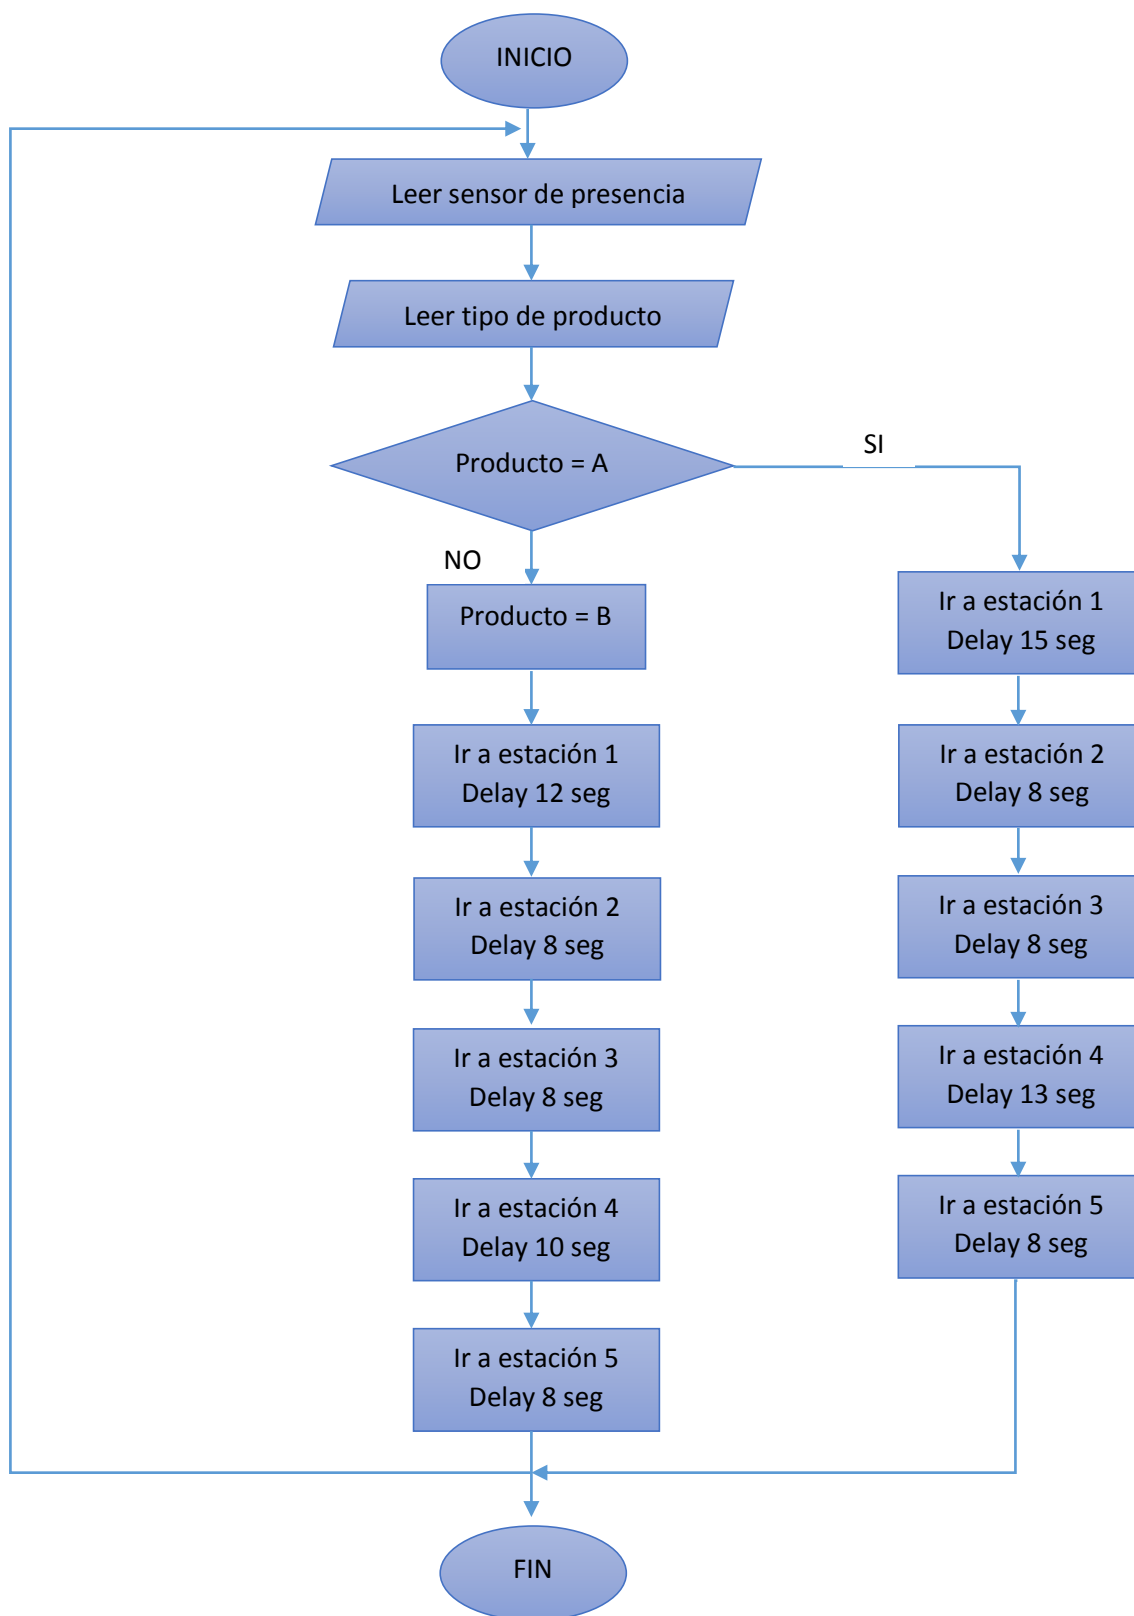 INICIO
Leer sensor de presencia
Leer tipo de producto
Producto = A
SI
NO
Producto = B
Ir a estación 1
Delay 12 seg
Ir a estación 2
Delay 8 seg
Ir a estación 3
Delay 8 seg
Ir a estación 4
Delay 10 seg
Ir a estación 5
Delay 8 seg
Ir a estación 1
Delay 15 seg
Ir a estación 2
Delay 8 seg
Ir a estación 3
Delay 8 seg
Ir a estación 4
Delay 13 seg
Ir a estación 5
Delay 8 seg
FIN